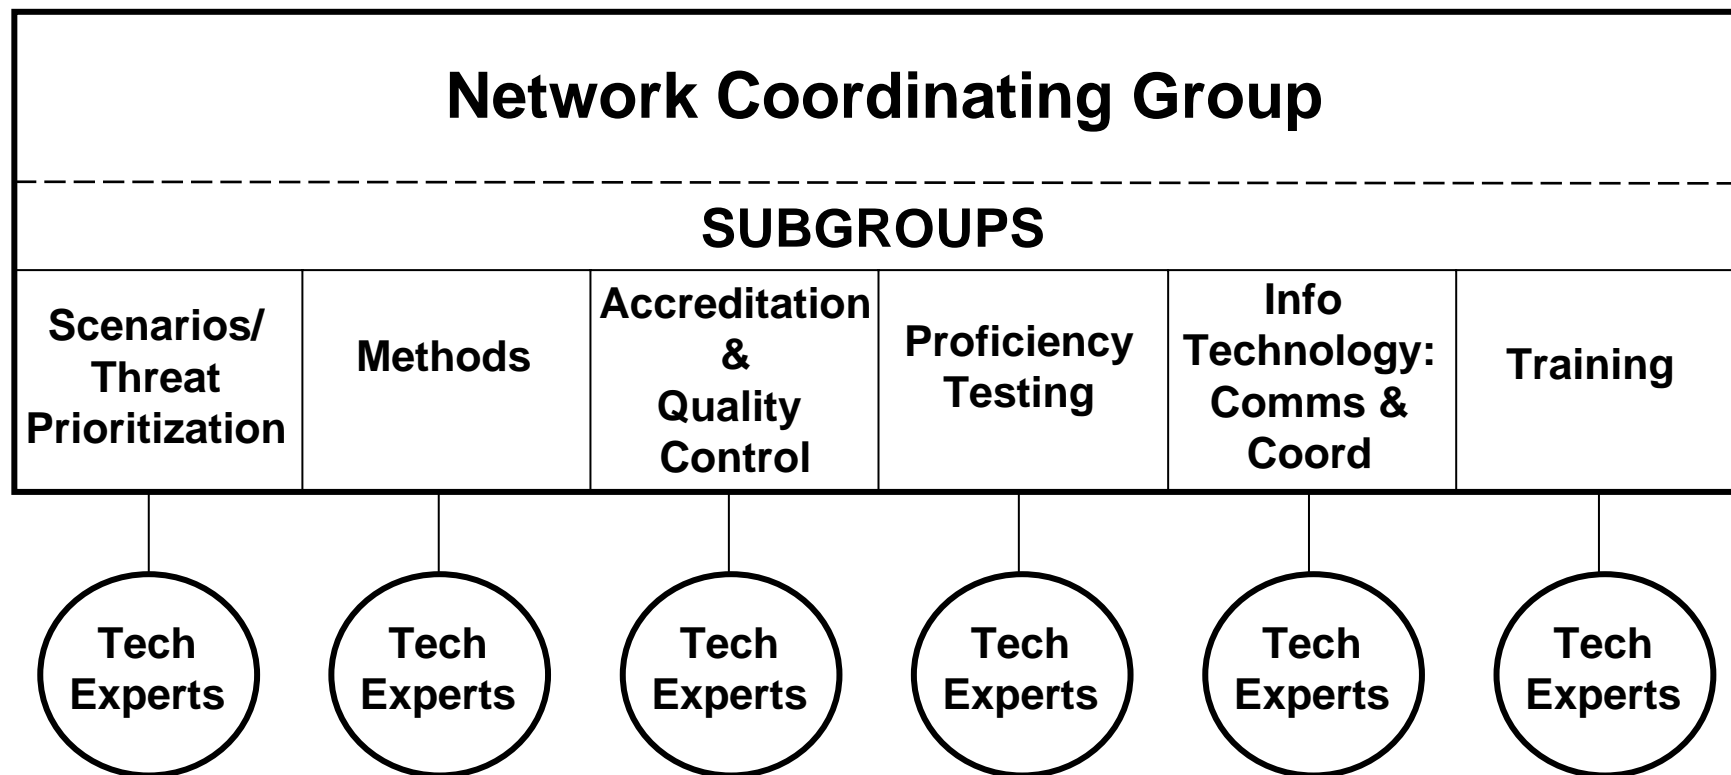 Network Coordinating Group
SUBGROUPS
Scenarios/
Threat
Prioritization
Methods
Accreditation
&
Quality
Control
Proficiency
Testing
Info
Technology:
Comms &
Coord
Training
Tech
Experts
Tech
Experts
Tech
Experts
Tech
Experts
Tech
Experts
Tech
Experts